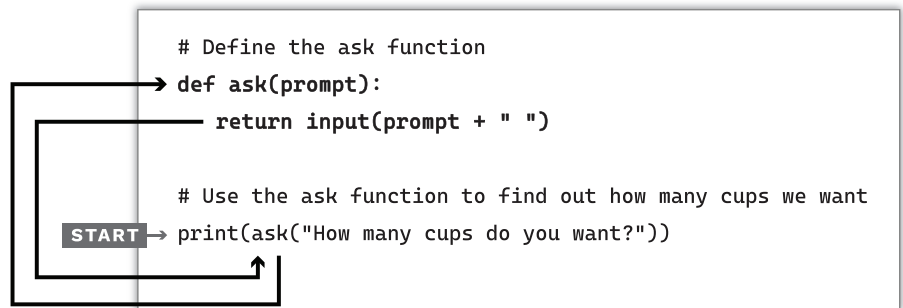 # Define the ask function
def ask(prompt):
return input(prompt + " ")
# Use the ask function to find out how many cups we want
START print(ask("How many cups do you want?"))